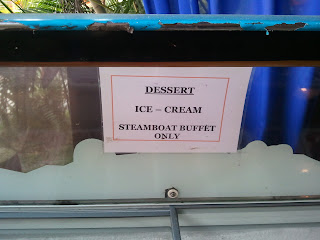 DESSERT
ICE – CREAM
STEAMBOAT BUFFET
ONLY